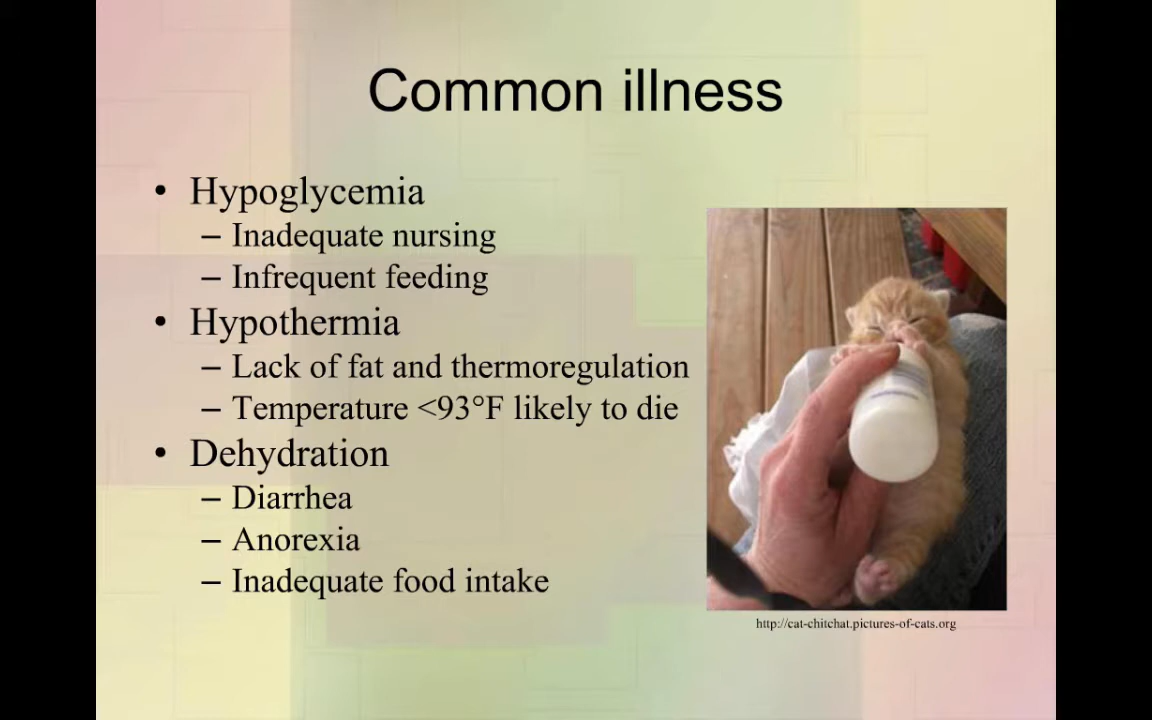 Common illness
• Hypoglycemia
– Inadequate nursing
– Infrequent feeding
• Hypothermia
– Lack of fat and thermoregulation
– Temperature <93°F likely to die
• Dehydration
– Diarrhea
– Anorexia
– Inadequate food intake
http://cat-chitchat.pictures-of-cats.org